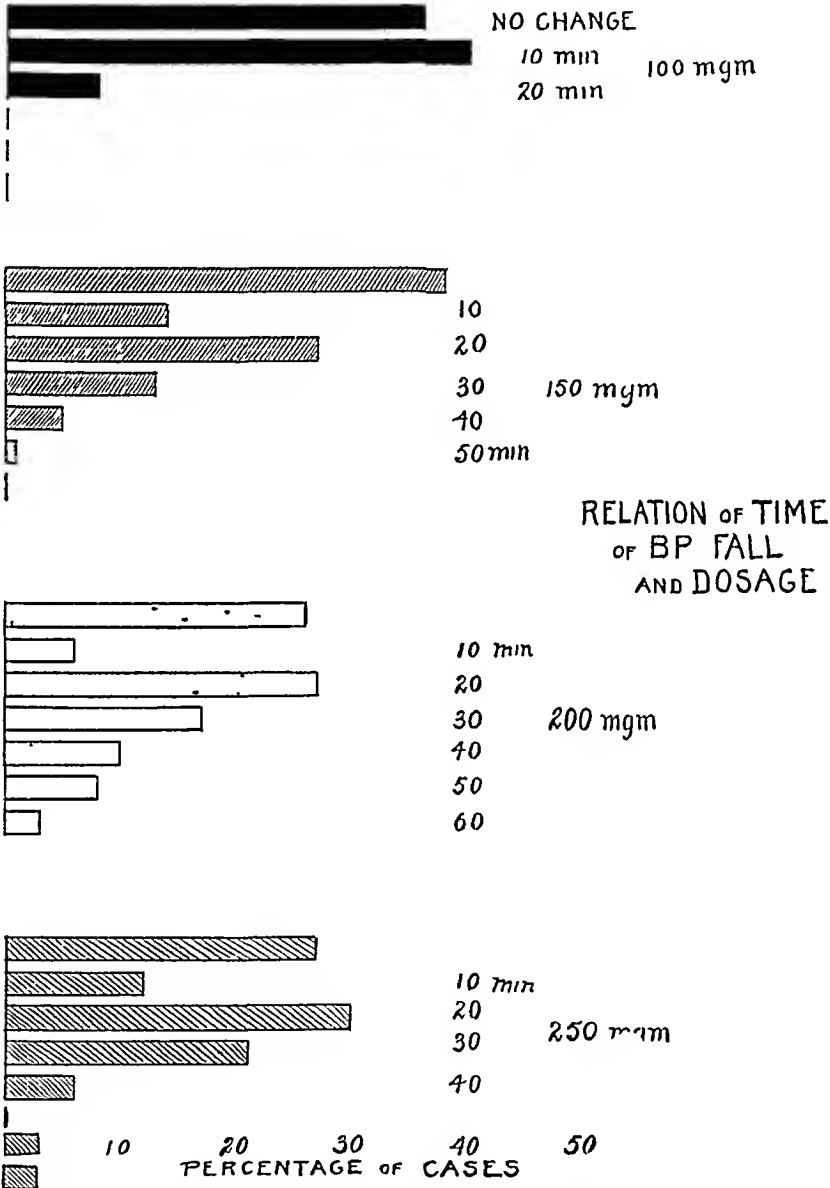 NO CHANGE
10 min
100 mgm
20 min
10
20
30 150 mgm
40
50 min
RELATION OF TIME
OF BP FALL
AND DOSAGE
10 min
20
30 200 mgm
40
50
60
10 min
20
30 250
40
10 20 30 40 50
PERCENTAGE OF CASES